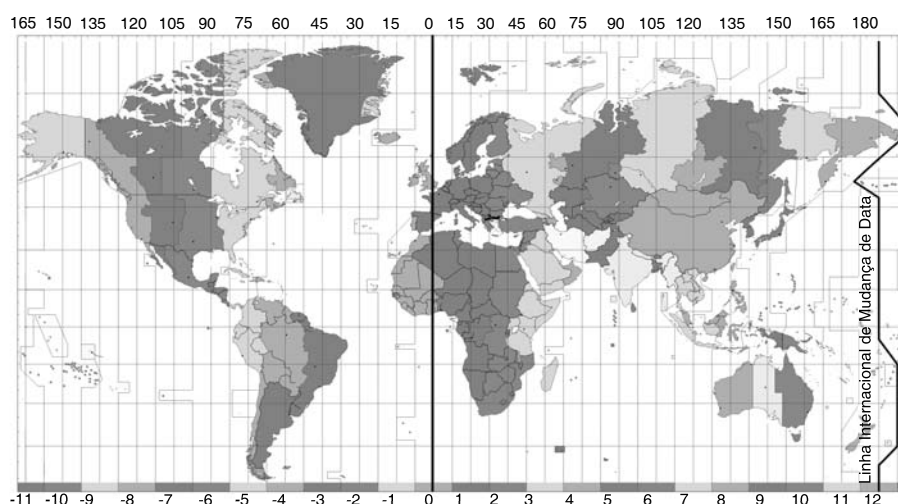 165 150 135 120 105 90 75 60 45 30 15 0 15 30 45 60 75 90 105 120 135 150 165 180
Linha Internacional de Mudança de Data
-11 -10 -9 -8 -7 -6 -5 -4 -3 -2 -1 0 1 2 3 4 5 6 7 8 9 10 11 12